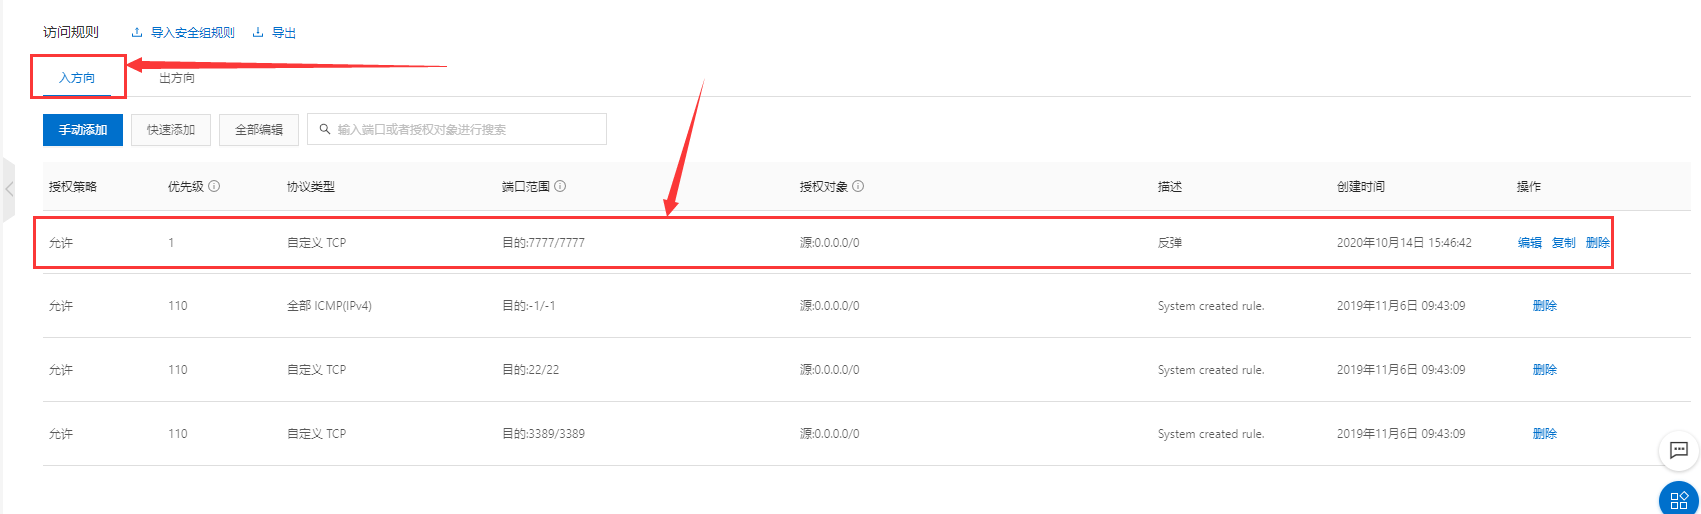 访问规则 导入安全组规则 导出
入方向 出方向
手动添加 快速添加 全部编辑 输入端口或者授权对象进行搜索
授权策略 优先级 协议类型 端口范围 授权对象 描述 创建时间 操作
允许 1 自定义 TCP 目的:7777/7777 源:0.0.0.0/0 反弹 2020年10月14日 15:46:42 编辑 复制 删除
允许 110 全部 ICMP(IPv4) 目的:-1/-1 源:0.0.0.0/0 System created rule. 2019年11月6日 09:43:09 删除
允许 110 自定义 TCP 目的:22/22 源:0.0.0.0/0 System created rule. 2019年11月6日 09:43:09 删除
允许 110 自定义 TCP 目的:3389/3389 源:0.0.0.0/0 System created rule. 2019年11月6日 09:43:09 删除